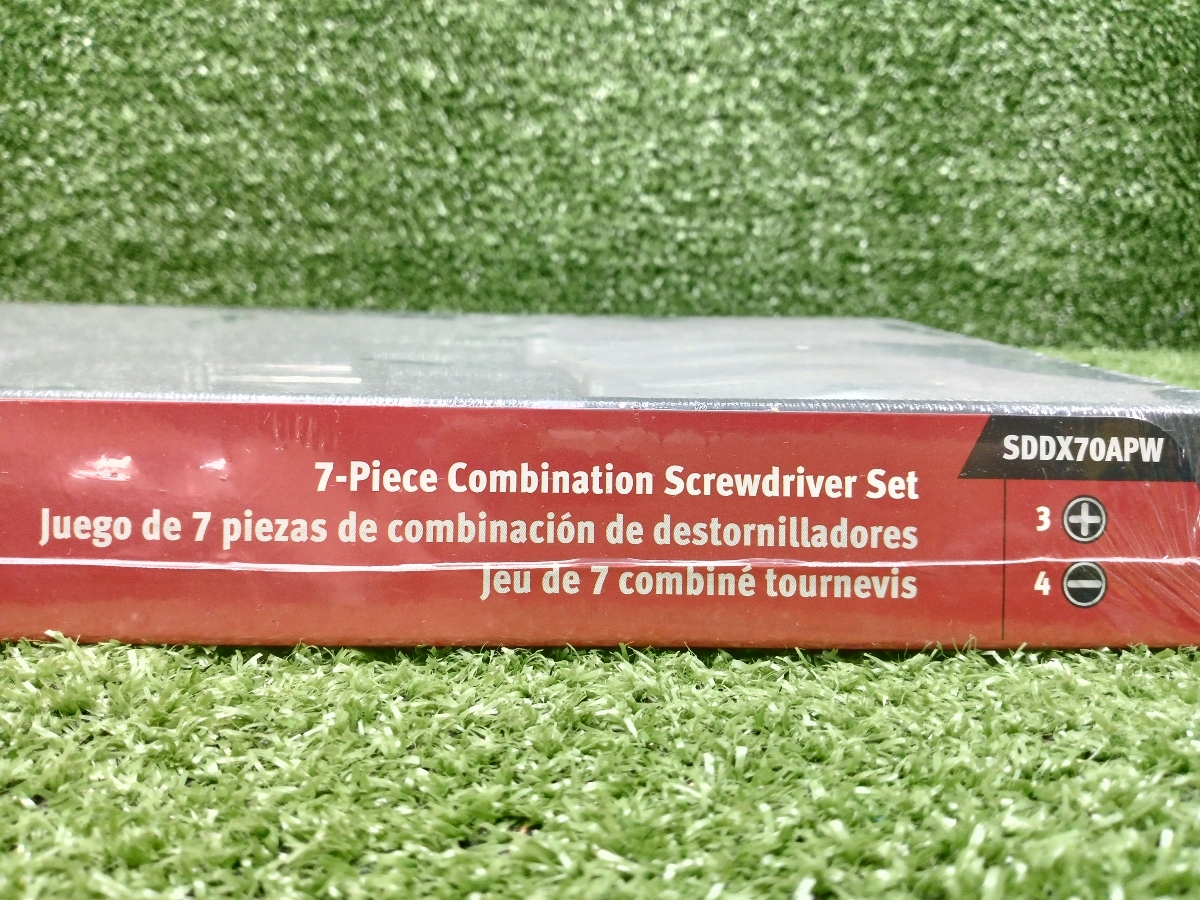 7-Piece Combination Screwdriver Set
Juego de 7 piezas de combinación de destornilladores
Jeu de 7 combiné tournevis
SDDX70APW
3
4